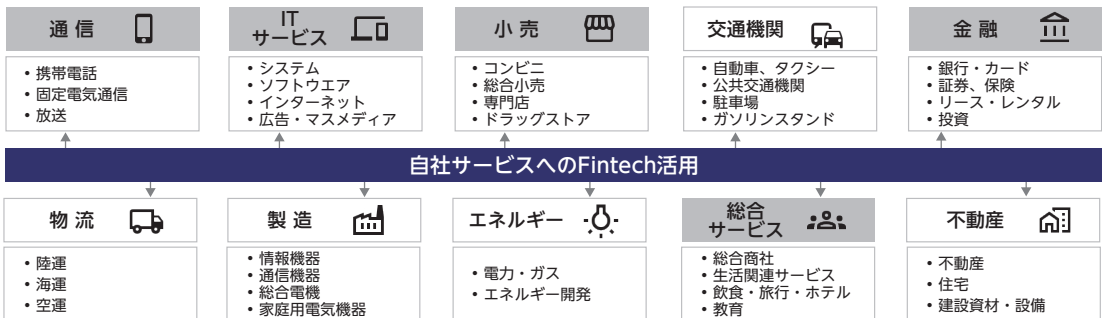 通信
• 携帯電話
• 固定電気通信
• 放送
IT
サービス
• システム
• ソフトウエア
• インターネット
• 広告・マスメディア
小売
• コンビニ
• 総合小売
• 専門店
• ドラッグストア
交通機関
• 自動車、タクシー
• 公共交通機関
• 駐車場
• ガソリンスタンド
金融
• 銀行・カード
• 証券、保険
• リース・レンタル
• 投資
自社サービスへのFintech活用
物流
• 陸運
• 海運
• 空運
製造
• 情報機器
• 通信機器
• 総合電機
• 家庭用電気機器
エネルギー
• 電力・ガス
• エネルギー開発
総合
サービス
• 総合商社
• 生活関連サービス
• 飲食・旅行・ホテル
• 教育
不動産
• 不動産
• 住宅
• 建設資材・設備